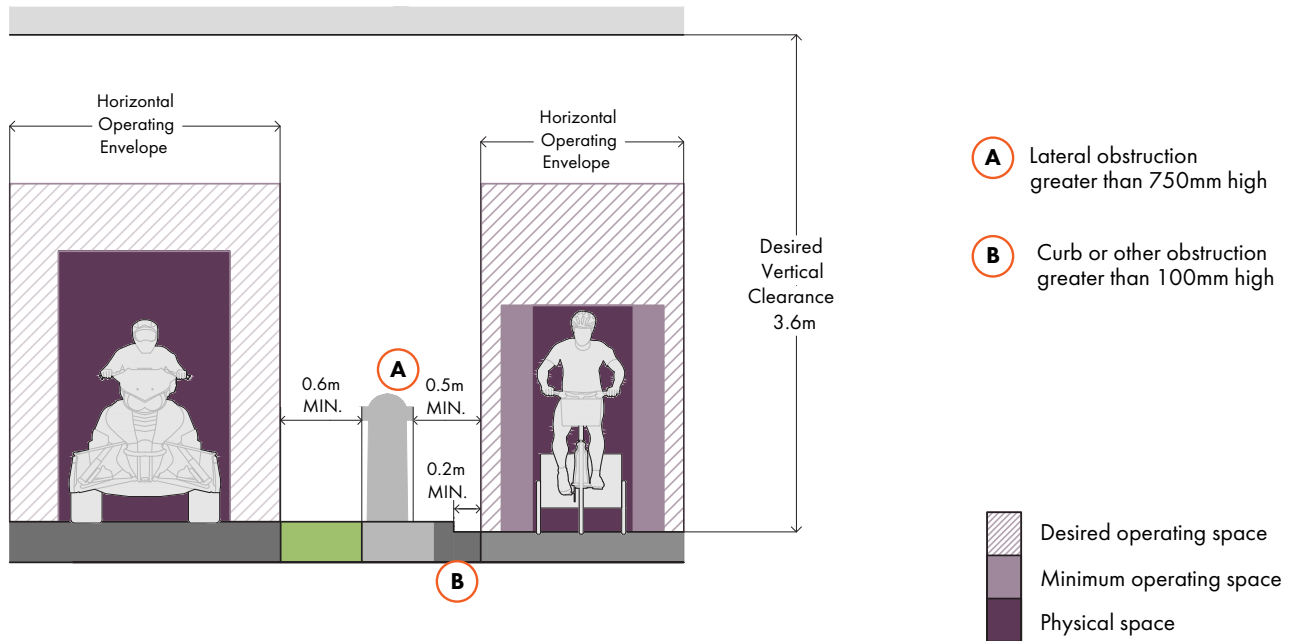 Horizontal
Operating
Envelope
Horizontal
Operating
Envelope
Desired
Vertical
Clearance
3.6m
0.6m
MIN.
A
0.5m
MIN.
0.2m
MIN.
B
A
Lateral obstruction
greater than 750mm high
B
Curb or other obstruction
greater than 100mm high
Desired operating space
Minimum operating space
Physical space